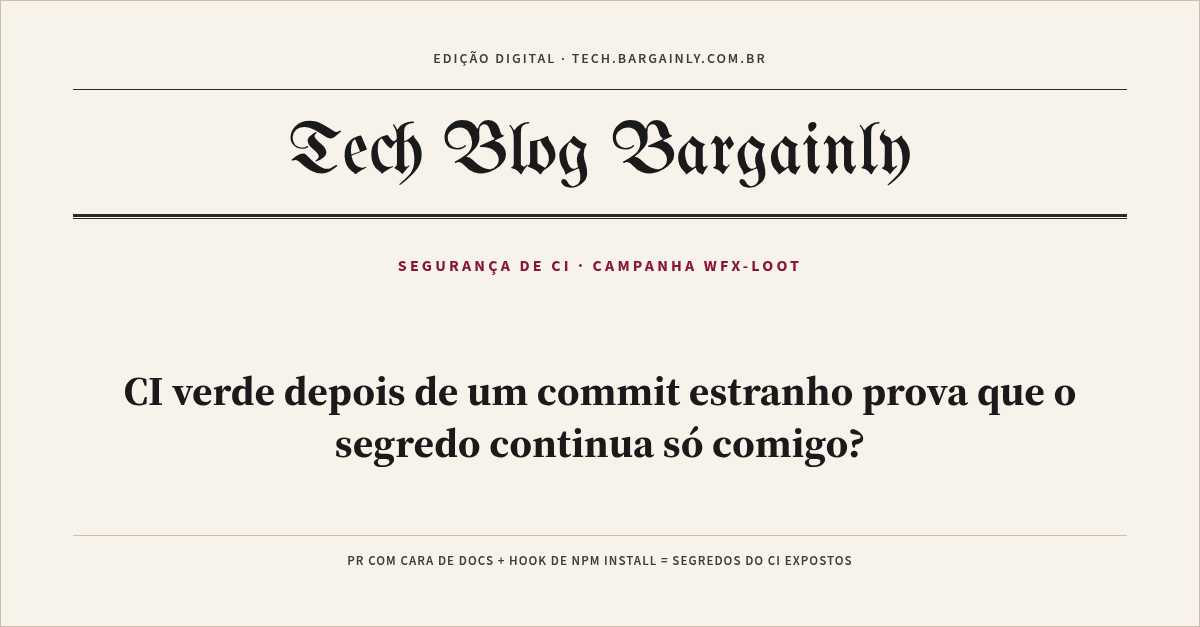 EDIÇÃO DIGITAL · TECH.BARGAINLY.COM.BR
Tech Blog Bargainly
SEGURANÇA DE CI · CAMPANHA WFX-LOOT
CI verde depois de um commit estranho prova que o
segredo continua só comigo?
PR COM CARA DE DOCS + HOOK DE NPM INSTALL = SEGREDOS DO CI EXPOSTOS